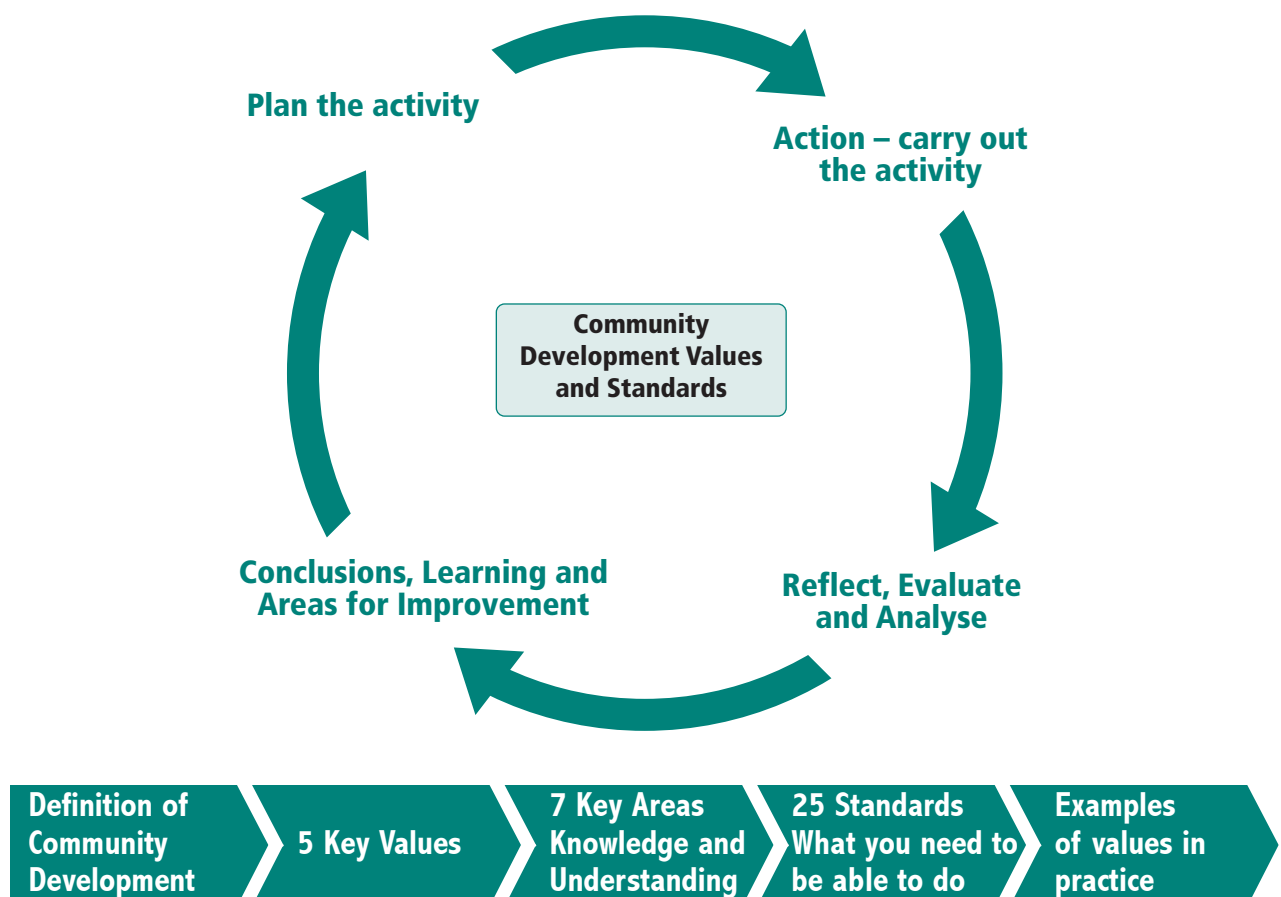 Plan the activity
Action – carry out
the activity
Community
Development Values
and Standards
Conclusions, Learning and
Areas for Improvement
Reflect, Evaluate
and Analyse
Definition of
Community
Development
5 Key Values
7 Key Areas
Knowledge and
Understanding
25 Standards
What you need to
be able to do
Examples
of values in
practice